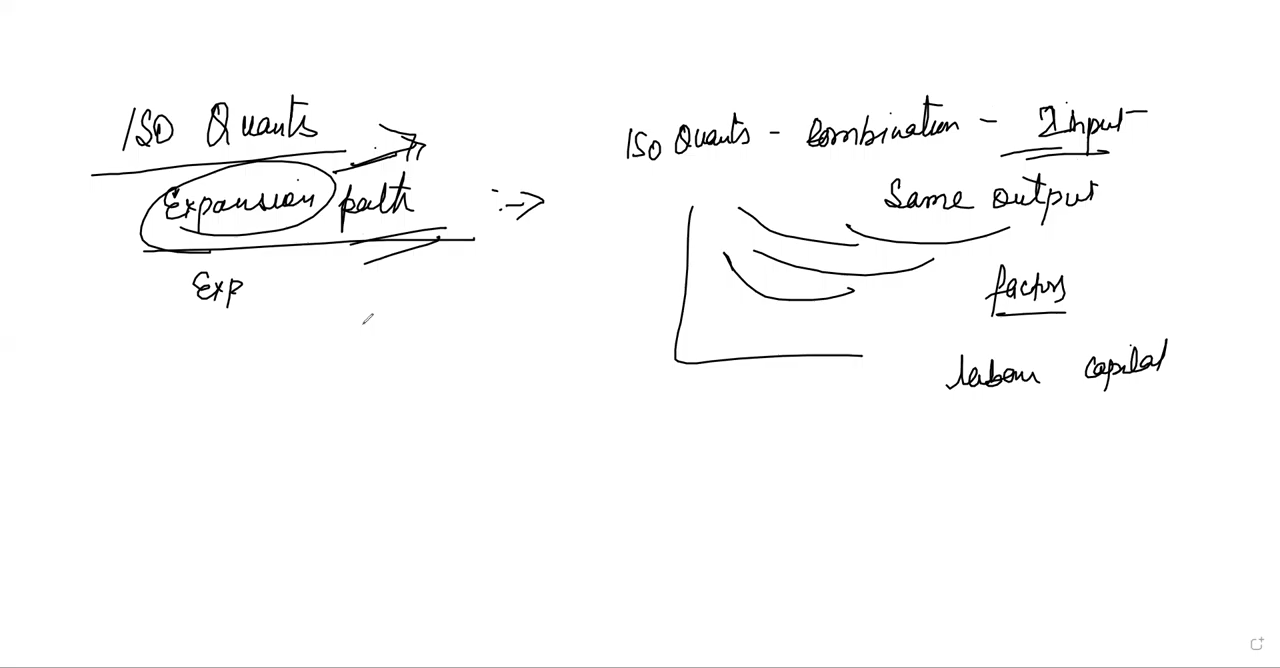 ISO Quants
Expansion path
Exp
ISO Quants - Combination - 2 input
Same output
factors
labour capital